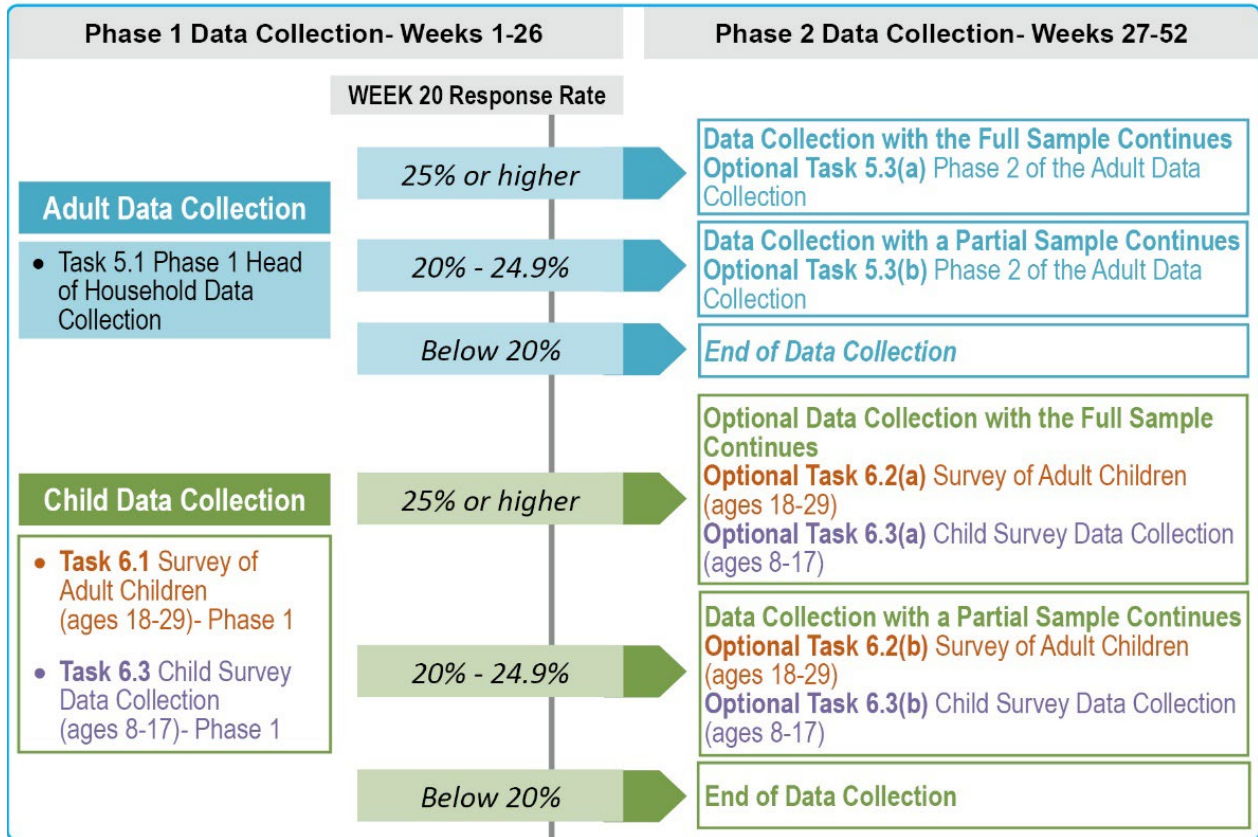 Phase 1 Data Collection- Weeks 1-26
Phase 2 Data Collection- Weeks 27-52
WEEK 20 Response Rate
Adult Data Collection
• Task 5.1 Phase 1 Head
of Household Data
Collection
25% or higher
Data Collection with the Full Sample Continues
Optional Task 5.3(a) Phase 2 of the Adult Data
Collection
20% - 24.9%
Data Collection with a Partial Sample Continues
Optional Task 5.3(b) Phase 2 of the Adult Data
Collection
Below 20%
End of Data Collection
Child Data Collection
• Task 6.1 Survey of
Adult Children
(ages 18-29)- Phase 1
• Task 6.3 Child Survey
Data Collection
(ages 8-17)- Phase 1
25% or higher
Optional Data Collection with the Full Sample
Continues
Optional Task 6.2(a) Survey of Adult Children
(ages 18-29)
Optional Task 6.3(a) Child Survey Data Collection
(ages 8-17)
20% - 24.9%
Data Collection with a Partial Sample Continues
Optional Task 6.2(b) Survey of Adult Children
(ages 18-29)
Optional Task 6.3(b) Child Survey Data Collection
(ages 8-17)
Below 20%
End of Data Collection